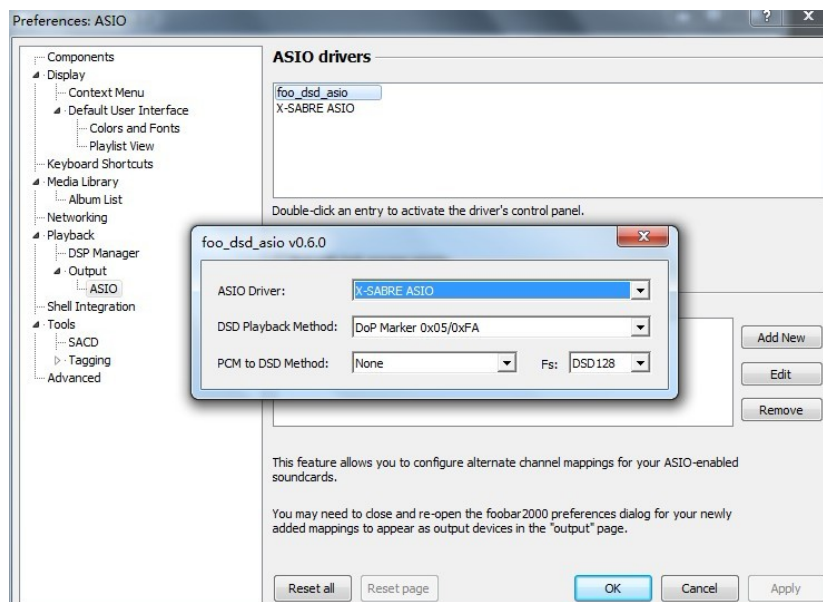 Preferences: ASIO
?
x
Components
Display
Context Menu
Default User Interface
Colors and Fonts
Playlist View
Keyboard Shortcuts
Media Library
Album List
Networking
Playback
DSP Manager
Output
ASIO
Shell Integration
Tools
SACD
Tagging
Advanced
ASIO drivers
foo_dsd_asio
X-SABRE ASIO
Double-click an entry to activate the driver's control panel.
foo_dsd_asio v0.6.0
x
ASIO Driver: X-SABRE ASIO
DSD Playback Method: DoP Marker 0x05/0xFA
PCM to DSD Method: None Fs: DSD128
Add New
Edit
Remove
This feature allows you to configure alternate channel mappings for your ASIO-enabled
soundcards.
You may need to close and re-open the foobar2000 preferences dialog for your newly
added mappings to appear as output devices in the "output" page.
Reset all Reset page OK Cancel Apply